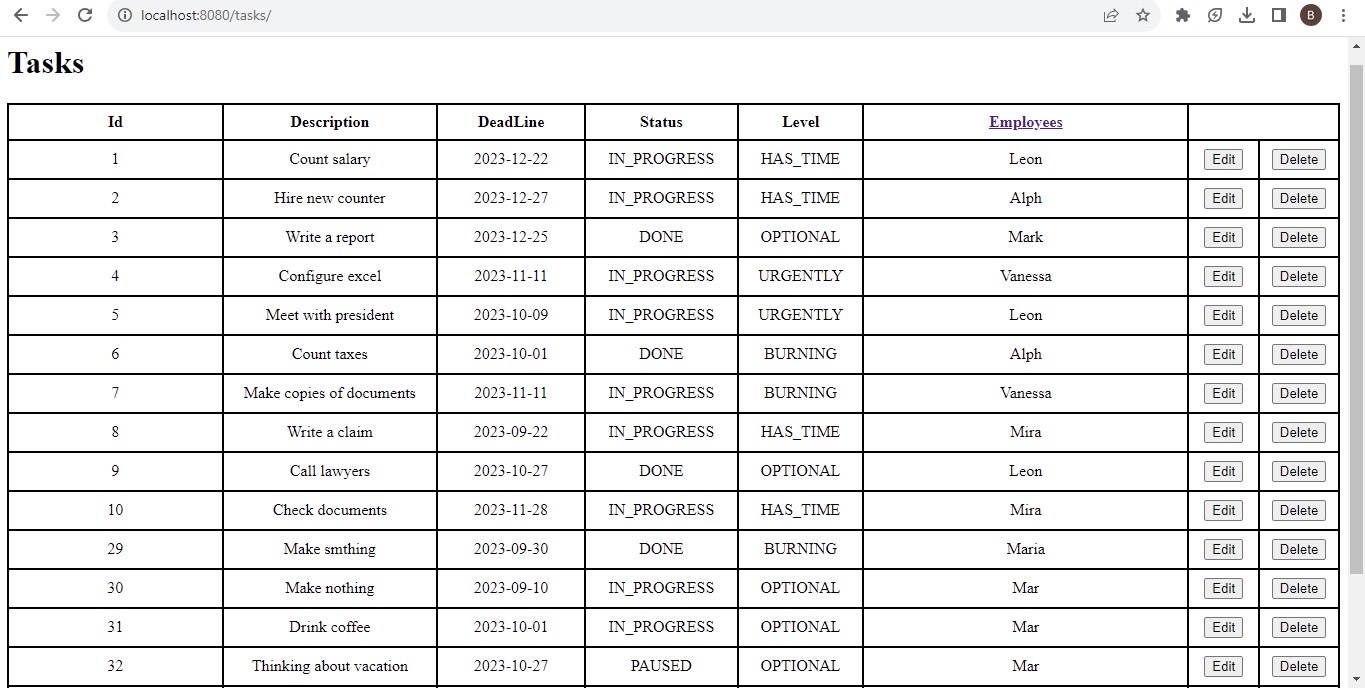 localhost:8080/tasks/
B
Tasks
Id Description DeadLine Status Level Employees
1 Count salary 2023-12-22 IN_PROGRESS HAS_TIME Leon Edit Delete
2 Hire new counter 2023-12-27 IN_PROGRESS HAS_TIME Alph Edit Delete
3 Write a report 2023-12-25 DONE OPTIONAL Mark Edit Delete
4 Configure excel 2023-11-11 IN_PROGRESS URGENTLY Vanessa Edit Delete
5 Meet with president 2023-10-09 IN_PROGRESS URGENTLY Leon Edit Delete
6 Count taxes 2023-10-01 DONE BURNING Alph Edit Delete
7 Make copies of documents 2023-11-11 IN_PROGRESS BURNING Vanessa Edit Delete
8 Write a claim 2023-09-22 IN_PROGRESS HAS_TIME Mira Edit Delete
9 Call lawyers 2023-10-27 DONE OPTIONAL Leon Edit Delete
10 Check documents 2023-11-28 IN_PROGRESS HAS_TIME Mira Edit Delete
29 Make smthing 2023-09-30 DONE BURNING Maria Edit Delete
30 Make nothing 2023-09-10 IN_PROGRESS OPTIONAL Mar Edit Delete
31 Drink coffee 2023-10-01 IN_PROGRESS OPTIONAL Mar Edit Delete
32 Thinking about vacation 2023-10-27 PAUSED OPTIONAL Mar Edit Delete